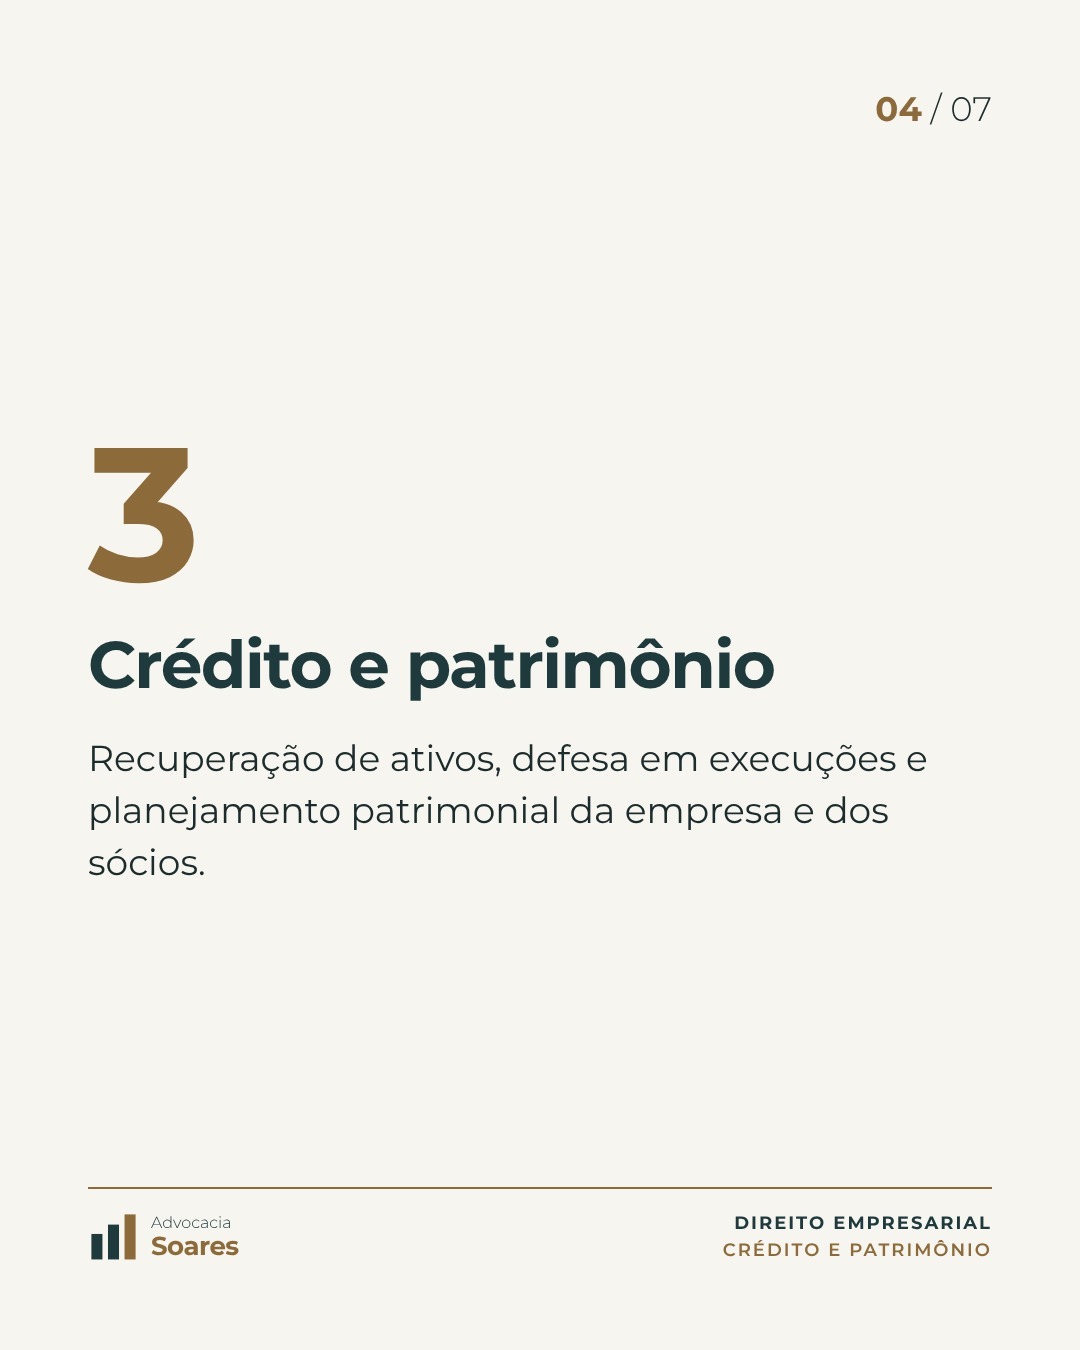 04 / 07
3
Crédito e patrimônio
Recuperação de ativos, defesa em execuções e
planejamento patrimonial da empresa e dos
sócios.
Advocacia
Soares
DIREITO EMPRESARIAL
CRÉDITO E PATRIMÔNIO